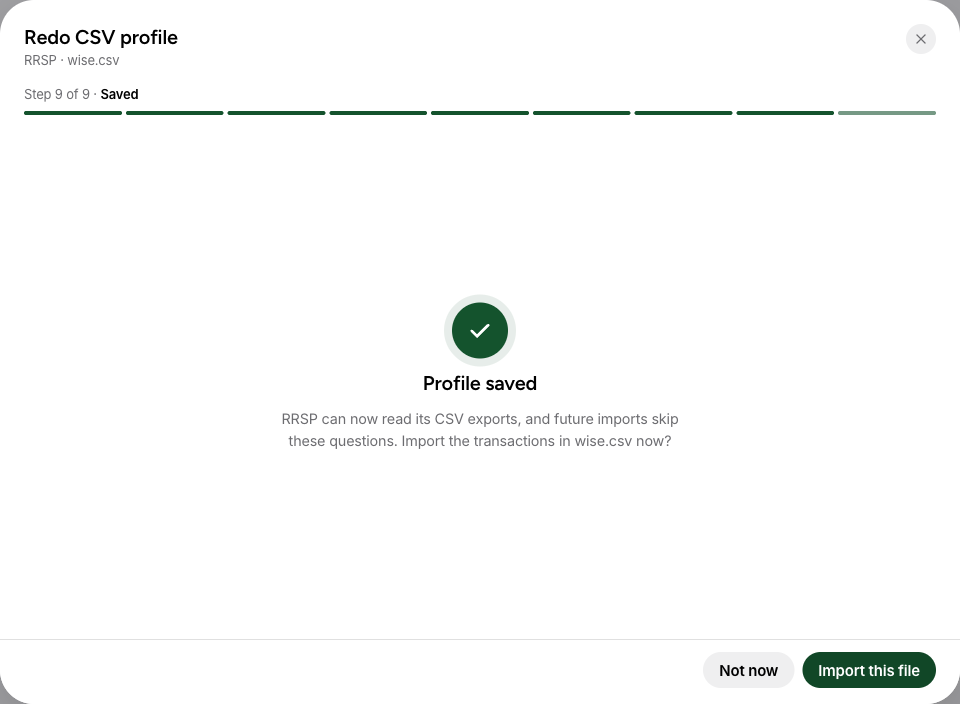 Redo CSV profile
RRSP · wise.csv
Step 9 of 9 · Saved
Profile saved
RRSP can now read its CSV exports, and future imports skip
these questions. Import the transactions in wise.csv now?
Not now
Import this file